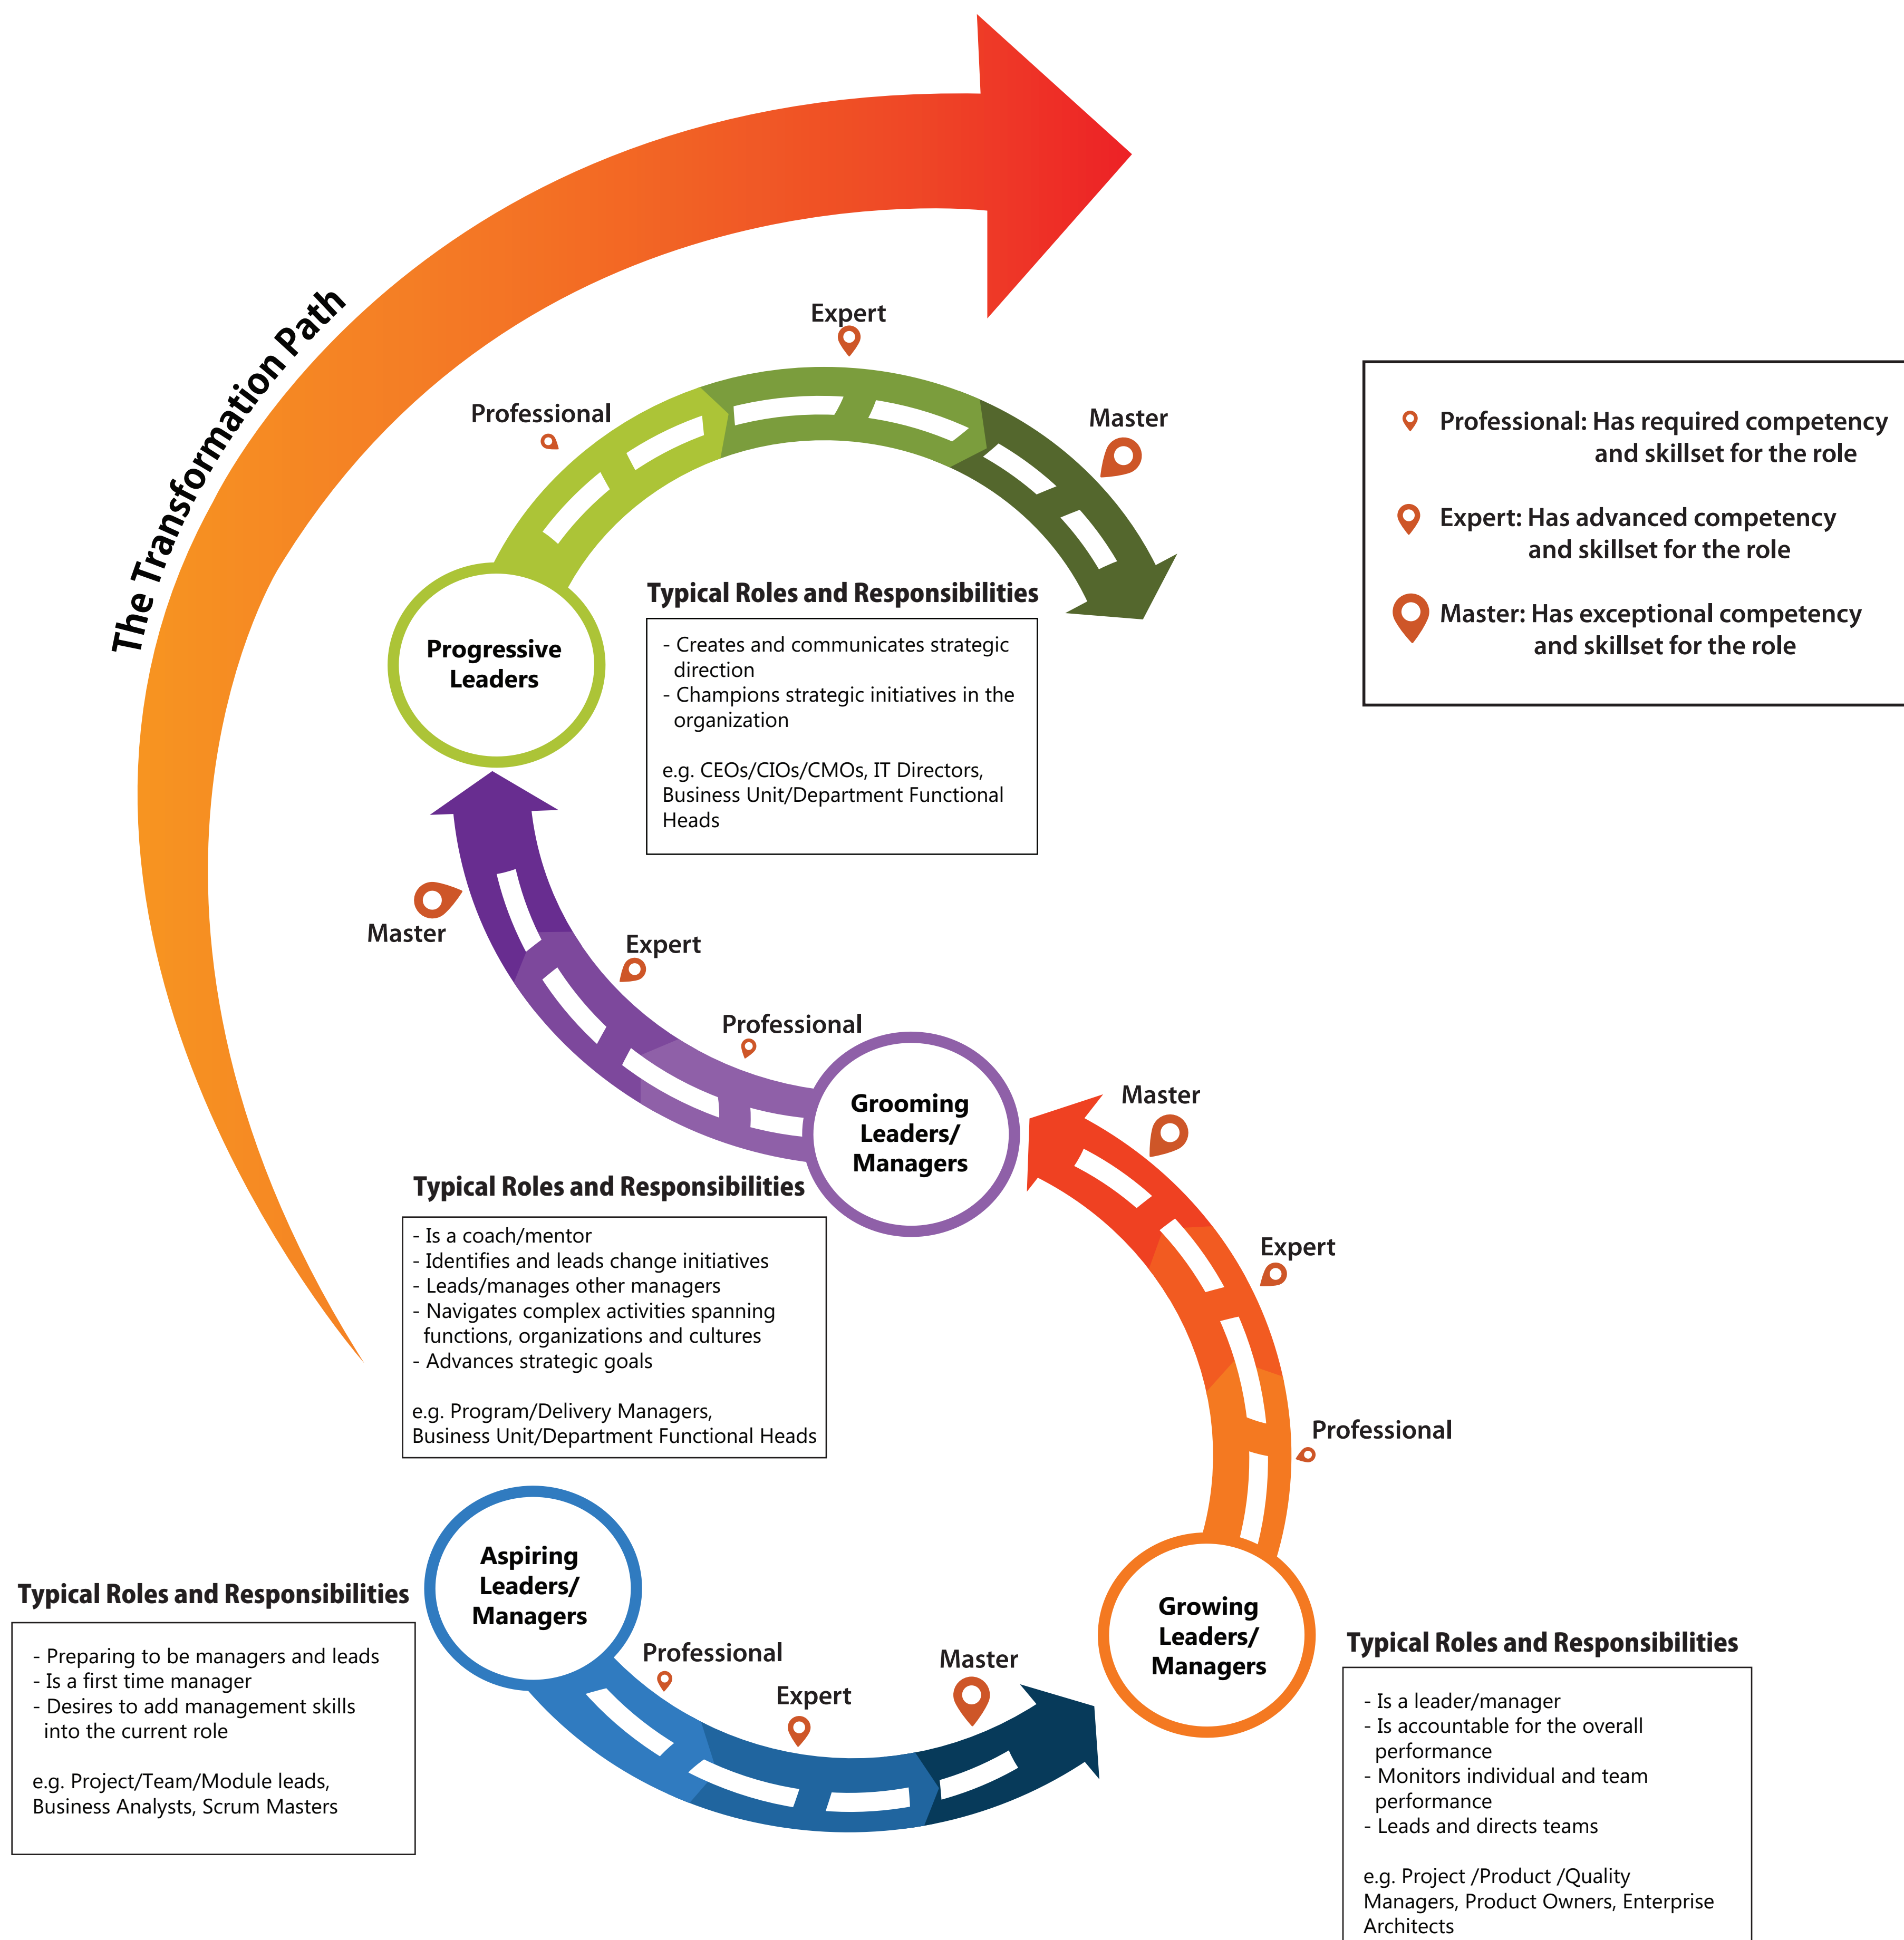 The Transformation Path
Expert
Professional
Master
Professional: Has required competency
and skillset for the role
Expert: Has advanced competency
and skillset for the role
Master: Has exceptional competency
and skillset for the role
Progressive
Leaders
Typical Roles and Responsibilities
- Creates and communicates strategic
direction
- Champions strategic initiatives in the
organization
e.g. CEOs/CIOs/CMOs, IT Directors,
Business Unit/Department Functional
Heads
Master
Expert
Professional
Grooming
Leaders/
Managers
Typical Roles and Responsibilities
- Is a coach/mentor
- Identifies and leads change initiatives
- Leads/manages other managers
- Navigates complex activities spanning
functions, organizations and cultures
- Advances strategic goals
e.g. Program/Delivery Managers,
Business Unit/Department Functional Heads
Master
Expert
Professional
Aspiring
Leaders/
Managers
Typical Roles and Responsibilities
- Preparing to be managers and leads
- Is a first time manager
- Desires to add management skills
into the current role
e.g. Project/Team/Module leads,
Business Analysts, Scrum Masters
Professional
Expert
Master
Growing
Leaders/
Managers
Typical Roles and Responsibilities
- Is a leader/manager
- Is accountable for the overall
performance
- Monitors individual and team
performance
- Leads and directs teams
e.g. Project /Product /Quality
Managers, Product Owners, Enterprise
Architects